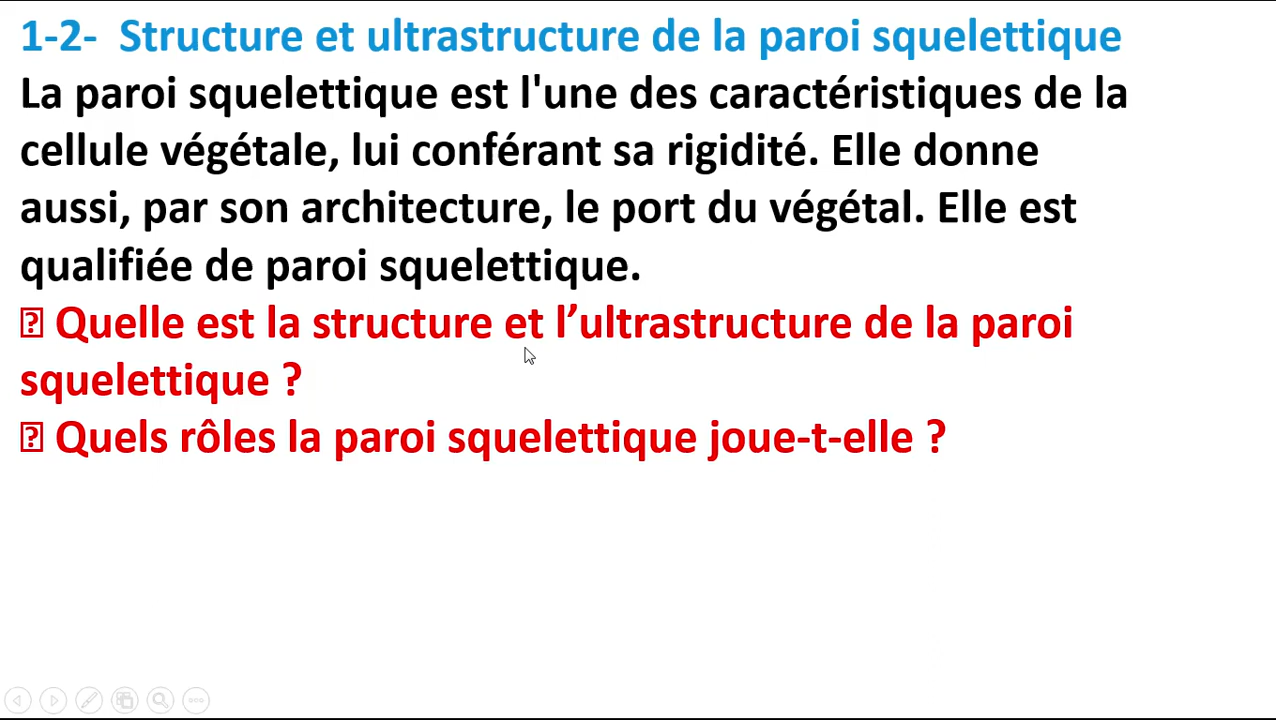 1-2- Structure et ultrastructure de la paroi squelettique
La paroi squelettique est l'une des caractéristiques de la
cellule végétale, lui conférant sa rigidité. Elle donne
aussi, par son architecture, le port du végétal. Elle est
qualifiée de paroi squelettique.
Quelle est la structure et l’ultrastructure de la paroi
squelettique ?
Quels rôles la paroi squelettique joue-t-elle ?